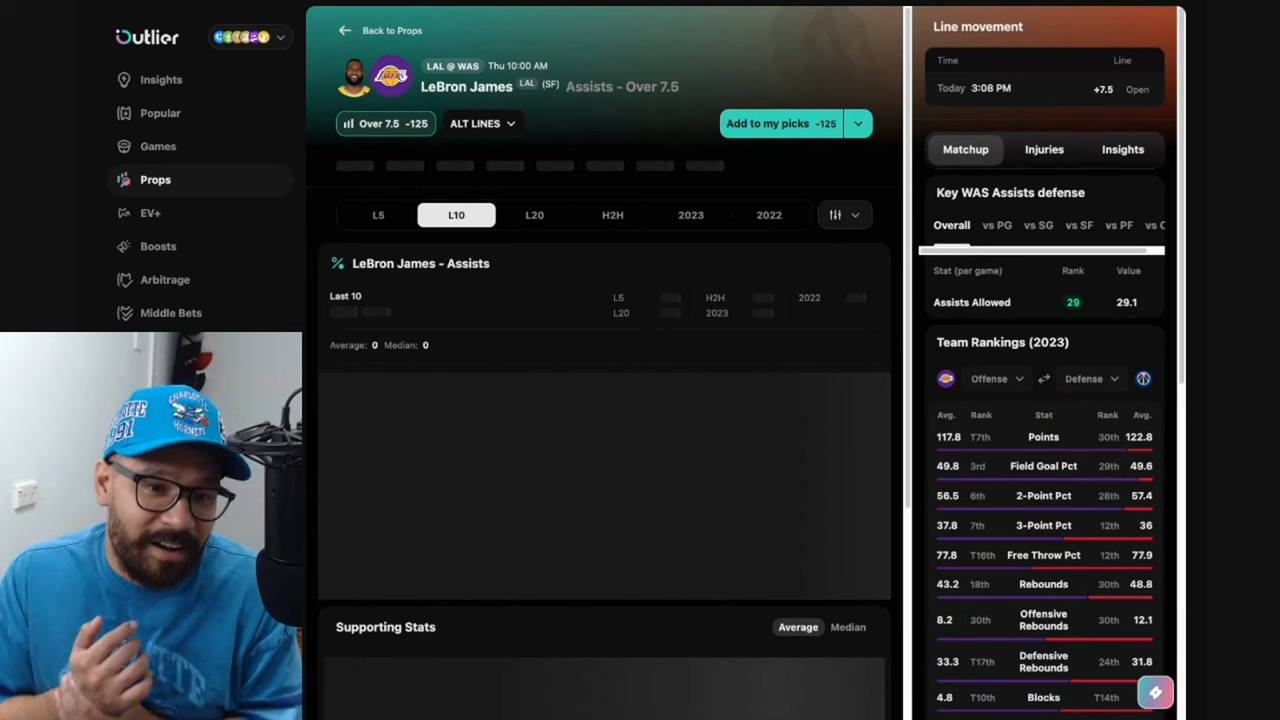 Outlier
Insights
Popular
Games
Props
EV+
Boosts
Arbitrage
Middle Bets
Back to Props
LAL @ WAS Thu 10:00 AM
LeBron James LAL (SF) Assists - Over 7.5
Over 7.5 -125 ALT LINES Add to my picks -125
L5 L10 L20 H2H 2023 2022
LeBron James - Assists
Last 10
L5 H2H 2022
L20 2023
Average: 0 Median: 0
Supporting Stats Average Median
Line movement
Time Line
Today 3:08 PM +7.5 Open
Matchup Injuries Insights
Key WAS Assists defense
Overall vs PG vs SG vs SF vs PF vs C
Stat (per game) Rank Value
Assists Allowed 29 29.1
Team Rankings (2023)
Offense Defense
Avg. Rank Stat Rank Avg.
117.8 T7th Points 30th 122.8
49.8 3rd Field Goal Pct 29th 49.6
56.5 6th 2-Point Pct 28th 57.4
37.8 7th 3-Point Pct 12th 36
77.8 T16th Free Throw Pct 12th 77.9
43.2 18th Rebounds 30th 48.8
8.2 30th Offensive Rebounds 30th 12.1
33.3 T17th Defensive Rebounds 24th 31.8
4.8 T10th Blocks T14th
CHARLOTTE
HORNETS